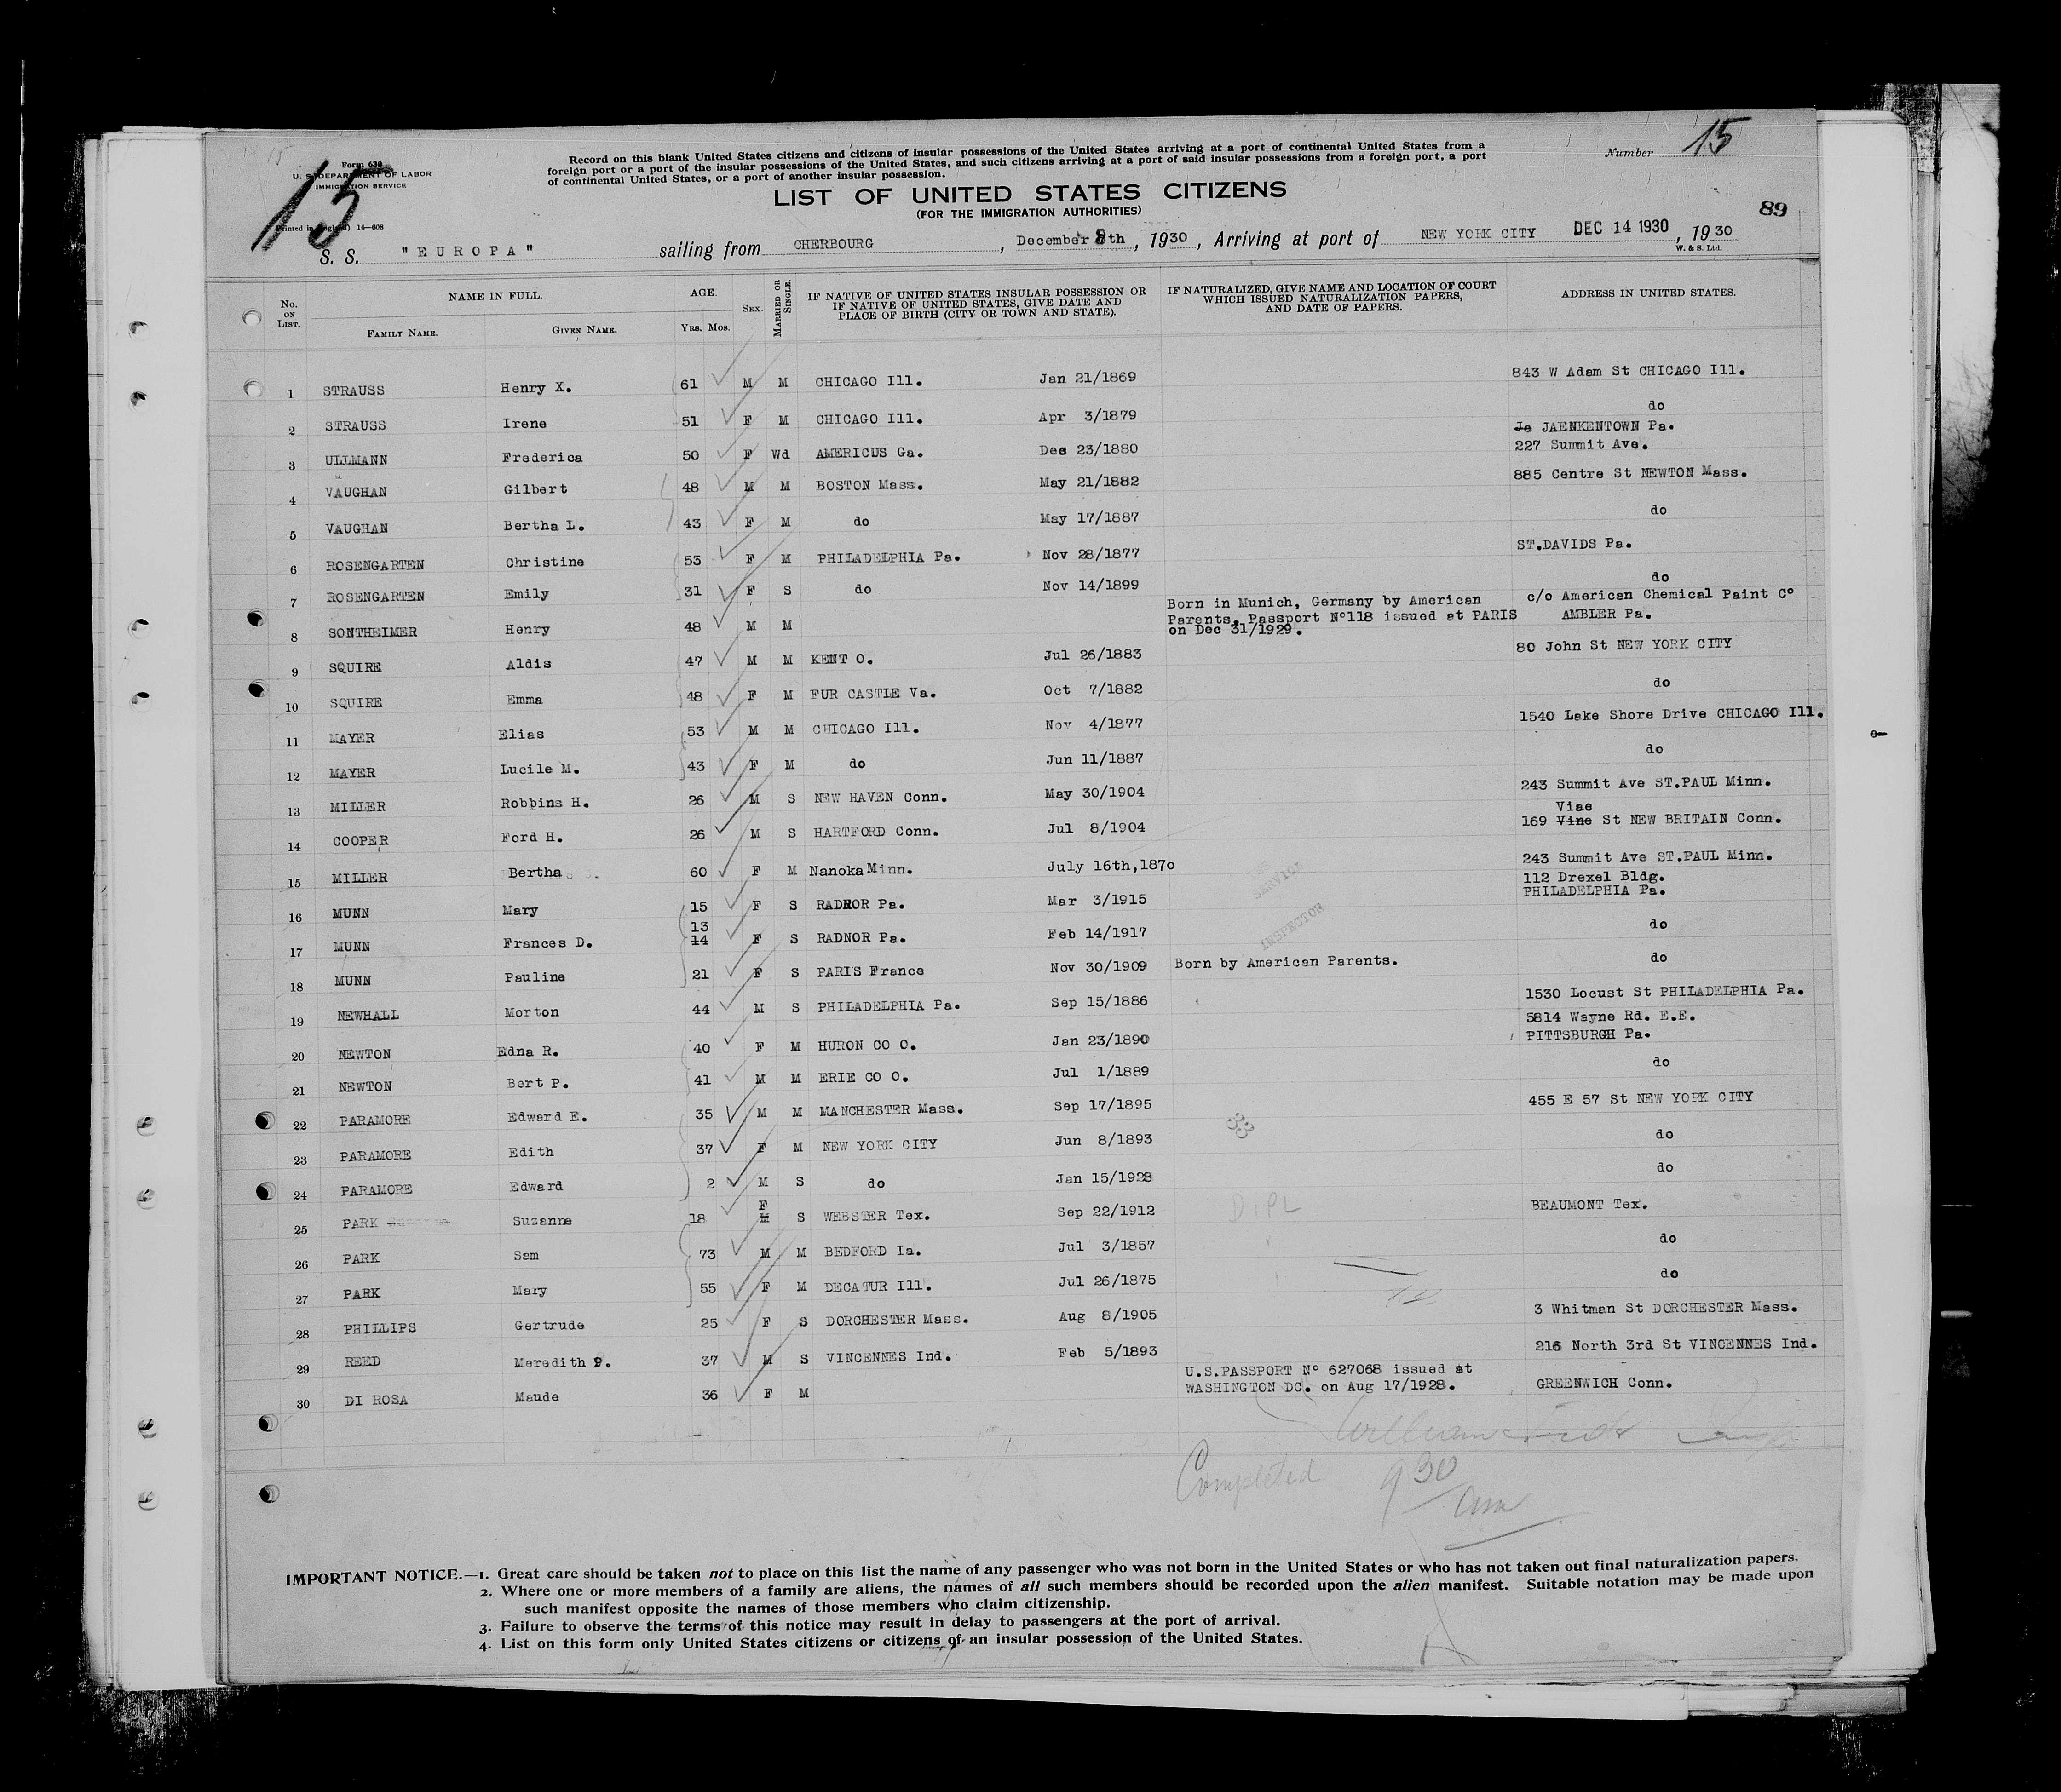 15
Form 630
U. S. DEPARTMENT OF LABOR
IMMIGRATION SERVICE
Printed in England) 14—608
Record on this blank United States citizens and citizens of insular possessions of the United States arriving at a port of continental United States from a
foreign port or a port of the insular possessions of the United States, and such citizens arriving at a port of said insular possessions from a foreign port, a port
of continental United States, or a port of another insular possession.
Number 15
LIST OF UNITED STATES CITIZENS
(FOR THE IMMIGRATION AUTHORITIES)
89
S. S. "EUROPA" sailing from CHERBOURG, December 8th, 1930, Arriving at port of NEW YORK CITY DEC 14 1930, 1930
W. & S. Ltd.
No. ON LIST. NAME IN FULL. FAMILY NAME. GIVEN NAME. AGE. YRS. MOS. SEX. MARRIED OR SINGLE. IF NATIVE OF UNITED STATES INSULAR POSSESSION OR IF NATIVE OF UNITED STATES, GIVE DATE AND PLACE OF BIRTH (CITY OR TOWN AND STATE). IF NATURALIZED, GIVE NAME AND LOCATION OF COURT WHICH ISSUED NATURALIZATION PAPERS, AND DATE OF PAPERS. ADDRESS IN UNITED STATES.
1 STRAUSS Henry X. 61 M M CHICAGO Ill. Jan 21/1869 843 W Adam St CHICAGO Ill.
2 STRAUSS Irene 51 F M CHICAGO Ill. Apr 3/1879 do
3 ULLMANN Frederica 50 F Wd AMERICUS Ga. Dec 23/1880 Ja JAENKENTOWN Pa. 227 Summit Ave.
4 VAUGHAN Gilbert 48 M M BOSTON Mass. May 21/1882 885 Centre St NEWTON Mass.
5 VAUGHAN Bertha L. 43 F M do May 17/1887 do
6 ROSENGARTEN Christine 53 F M PHILADELPHIA Pa. Nov 28/1877 ST.DAVIDS Pa.
7 ROSENGARTEN Emily 31 F S do Nov 14/1899 do
8 SONTHEIMER Henry 48 M M Born in Munich, Germany by American Parents, Passport N°118 issued at PARIS on Dec 31/1929. c/o American Chemical Paint C° AMBLER Pa.
9 SQUIRE Aldis 47 M M KENT O. Jul 26/1883 80 John St NEW YORK CITY
10 SQUIRE Emma 48 F M FUR CASTLE Va. Oct 7/1882 do
11 MAYER Elias 53 M M CHICAGO Ill. Nov 4/1877 1540 Lake Shore Drive CHICAGO Ill.
12 MAYER Lucile M. 43 F M do Jun 11/1887 do
13 MILLER Robbins H. 26 M S NEW HAVEN Conn. May 30/1904 243 Summit Ave ST.PAUL Minn.
14 COOPER Ford H. 26 M S HARTFORD Conn. Jul 8/1904 169 Vine Viae St NEW BRITAIN Conn.
15 MILLER Bertha 60 F M Nanoka Minn. July 16th,1870 243 Summit Ave ST.PAUL Minn.
16 MUNN Mary 15 F S RADNOR Pa. Mar 3/1915 112 Drexel Bldg. PHILADELPHIA Pa.
17 MUNN Frances D. 13 14 F S RADNOR Pa. Feb 14/1917 do
18 MUNN Pauline 21 F S PARIS France Nov 30/1909 Born by American Parents. do
19 NEWHALL Morton 44 M S PHILADELPHIA Pa. Sep 15/1886 1530 Locust St PHILADELPHIA Pa.
20 NEWTON Edna R. 40 F M HURON CO O. Jan 23/1890 5814 Wayne Rd. E.E. PITTSBURGH Pa.
21 NEWTON Bert P. 41 M M ERIE CO O. Jul 1/1889 do
22 PARAMORE Edward E. 35 M M MANCHESTER Mass. Sep 17/1895 455 E 57 St NEW YORK CITY
23 PARAMORE Edith 37 F M NEW YORK CITY Jun 8/1893 do
24 PARAMORE Edward 2 M S do Jan 15/1928 do
25 PARK Suzanne 18 F M S WEBSTER Tex. Sep 22/1912 BEAUMONT Tex.
26 PARK Sam 73 M M BEDFORD Ia. Jul 3/1857 do
27 PARK Mary 55 F M DECATUR Ill. Jul 26/1875 do
28 PHILLIPS Gertrude 25 F S DORCHESTER Mass. Aug 8/1905 3 Whitman St DORCHESTER Mass.
29 REED Meredith P. 37 M S VINCENNES Ind. Feb 5/1893 216 North 3rd St VINCENNES Ind.
30 DI ROSA Maude 36 F M U.S.PASSPORT N° 627068 issued at WASHINGTON DC. on Aug 17/1928. GREENWICH Conn.
SERVICE
INSPECTOR
33
DIPL
Completed 9 30 am
IMPORTANT NOTICE.—1. Great care should be taken not to place on this list the name of any passenger who was not born in the United States or who has not taken out final naturalization papers.
2. Where one or more members of a family are aliens, the names of all such members should be recorded upon the alien manifest. Suitable notation may be made upon
such manifest opposite the names of those members who claim citizenship.
3. Failure to observe the terms of this notice may result in delay to passengers at the port of arrival.
4. List on this form only United States citizens or citizens of an insular possession of the United States.